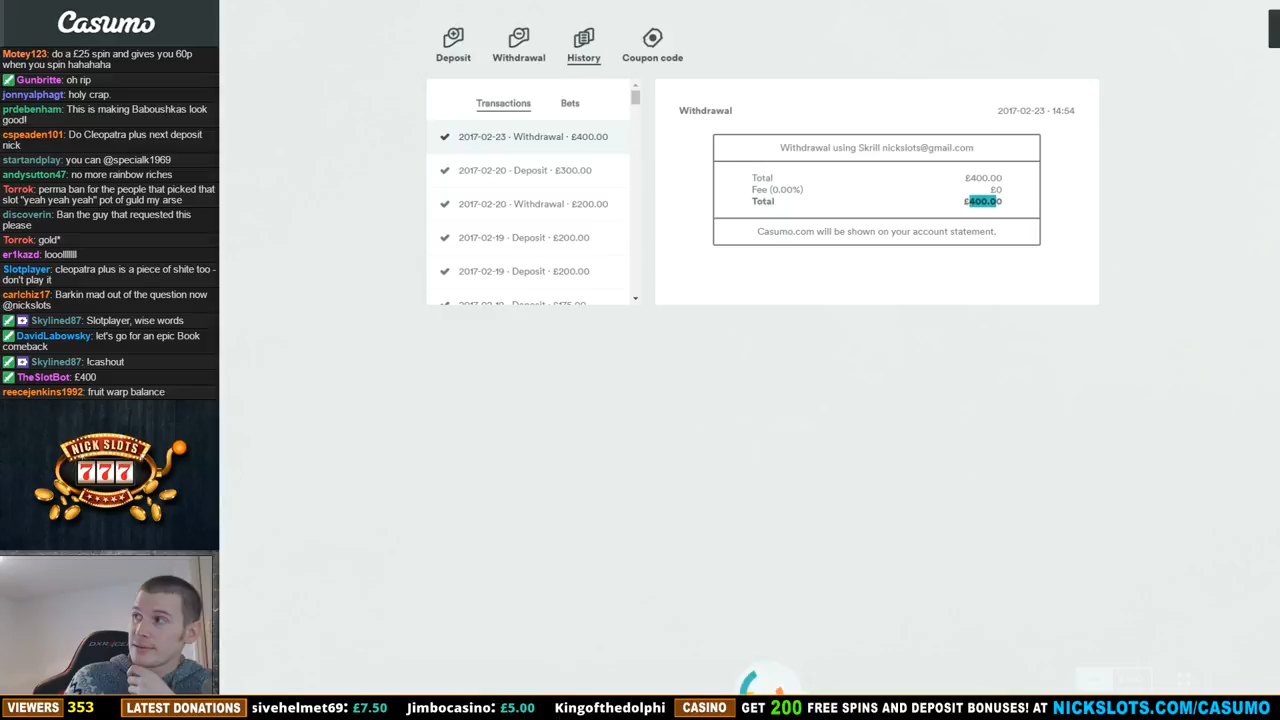 Casumo
Motey123: do a £25 spin and gives you 60p
when you spin hahahaha
Gunbritte: oh rip
jonnyalphagt: holy crap.
prdebenham: This is making Baboushkas look
good!
cspeaden101: Do Cleopatra plus next deposit
nick
startandplay: you can @specialk1969
andysutton47: no more rainbow riches
Torrok: perma ban for the people that picked that
slot "yeah yeah yeah" pot of guld my arse
discoverin: Ban the guy that requested this
please
Torrok: gold*
er1kazd: looolllllll
Slotplayer: cleopatra plus is a piece of shite too -
don't play it
carlchiz17: Barkin mad out of the question now
@nickslots
Skylined87: Slotplayer, wise words
DavidLabowsky: let's go for an epic Book
comeback
Skylined87: !cashout
TheSlotBot: £400
reecejenkins1992: fruit warp balance
NICK SLOTS
777
DXRACER
Deposit
Withdrawal
History
Coupon code
Transactions
Bets
2017-02-23 · Withdrawal · £400.00
2017-02-20 · Deposit · £300.00
2017-02-20 · Withdrawal · £200.00
2017-02-19 · Deposit · £200.00
2017-02-19 · Deposit · £200.00
2017-02-19 · Deposit · £175.00
Withdrawal
2017-02-23 · 14:54
Withdrawal using Skrill nickslots@gmail.com
Total £400.00
Fee (0.00%) £0
Total £400.00
Casumo.com will be shown on your account statement.
VIEWERS 353 LATEST DONATIONS sivehelmet69: £7.50 Jimbocasino: £5.00 Kingofthedolphi CASINO GET 200 FREE SPINS AND DEPOSIT BONUSES! AT NICKSLOTS.COM/CASUMO